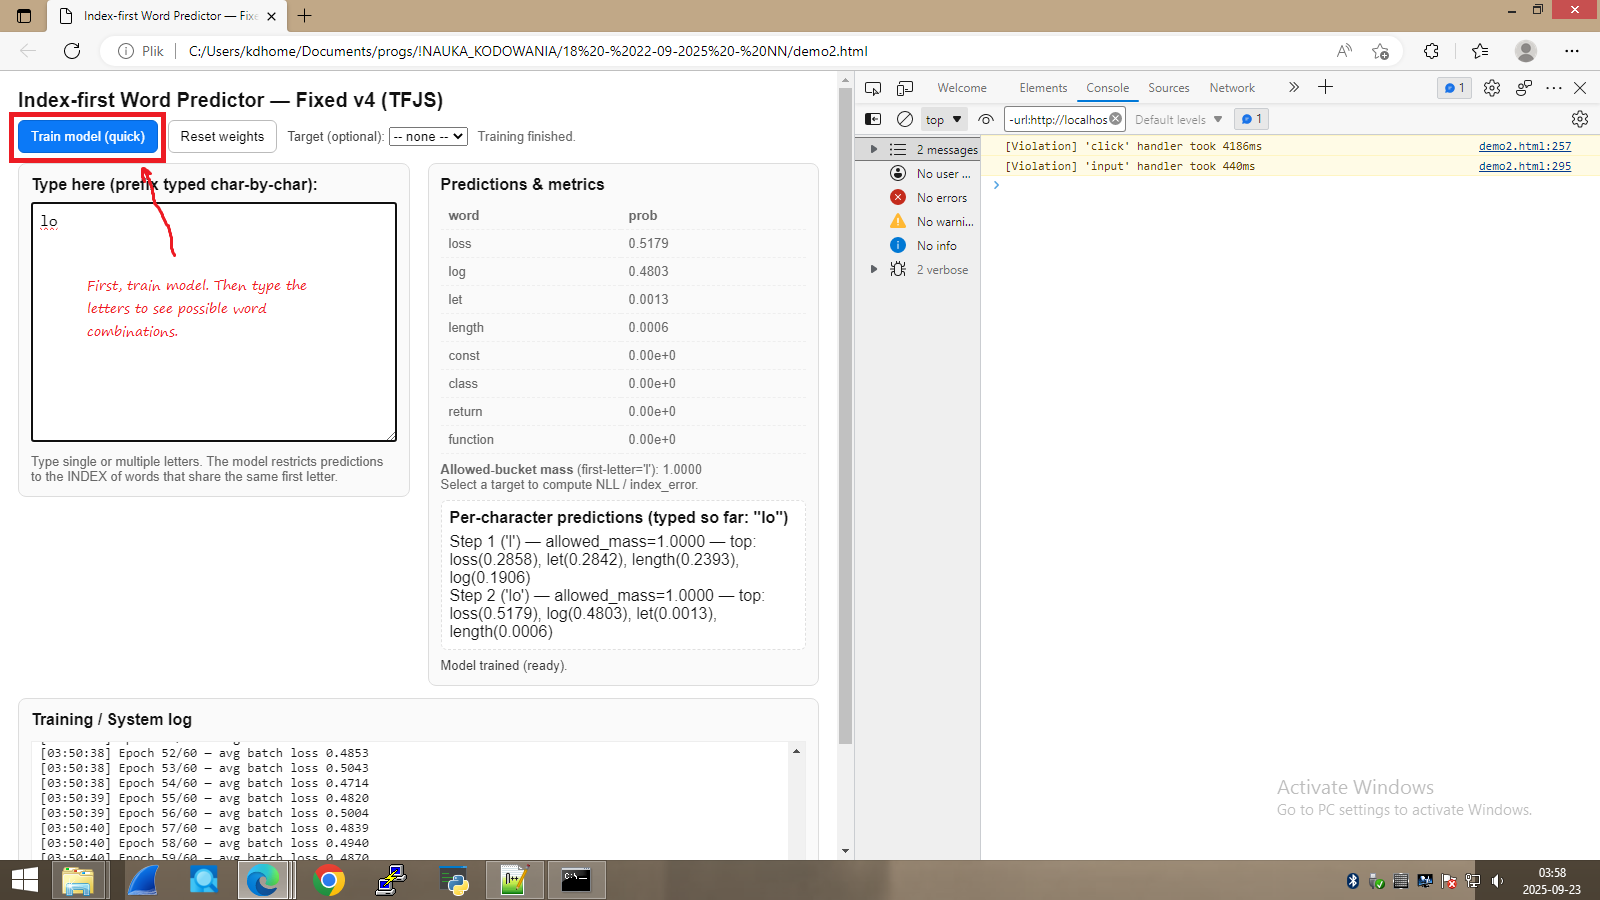 Index-first Word Predictor — Fixe
Plik
C:/Users/kdhome/Documents/progs/!NAUKA_KODOWANIA/18%20-%2022-09-2025%20-%20NN/demo2.html
Index-first Word Predictor — Fixed v4 (TFJS)
Train model (quick)
Reset weights
Target (optional):
-- none --
Training finished.
Type here (prefix typed char-by-char):
lo
First, train model. Then type the
letters to see possible word
combinations.
Type single or multiple letters. The model restricts predictions
to the INDEX of words that share the same first letter.
Predictions & metrics
word prob
loss 0.5179
log 0.4803
let 0.0013
length 0.0006
const 0.00e+0
class 0.00e+0
return 0.00e+0
function 0.00e+0
Allowed-bucket mass (first-letter='l'): 1.0000
Select a target to compute NLL / index_error.
Per-character predictions (typed so far: "lo")
Step 1 ('l') — allowed_mass=1.0000 — top:
loss(0.2858), let(0.2842), length(0.2393),
log(0.1906)
Step 2 ('lo') — allowed_mass=1.0000 — top:
loss(0.5179), log(0.4803), let(0.0013),
length(0.0006)
Model trained (ready).
Training / System log
[03:50:38] Epoch 52/60 — avg batch loss 0.4853
[03:50:38] Epoch 53/60 — avg batch loss 0.5043
[03:50:38] Epoch 54/60 — avg batch loss 0.4714
[03:50:39] Epoch 55/60 — avg batch loss 0.4820
[03:50:39] Epoch 56/60 — avg batch loss 0.5004
[03:50:40] Epoch 57/60 — avg batch loss 0.4839
[03:50:40] Epoch 58/60 — avg batch loss 0.4940
[03:50:40] Epoch 59/60 — avg batch loss 0.4870
Welcome Elements Console Sources Network
1
top
-url:http://localhos
Default levels
1
2 messages
No user ...
No errors
No warni...
No info
2 verbose
[Violation] 'click' handler took 4186ms demo2.html:257
[Violation] 'input' handler took 440ms demo2.html:295
Activate Windows
Go to PC settings to activate Windows.
03:58
2025-09-23